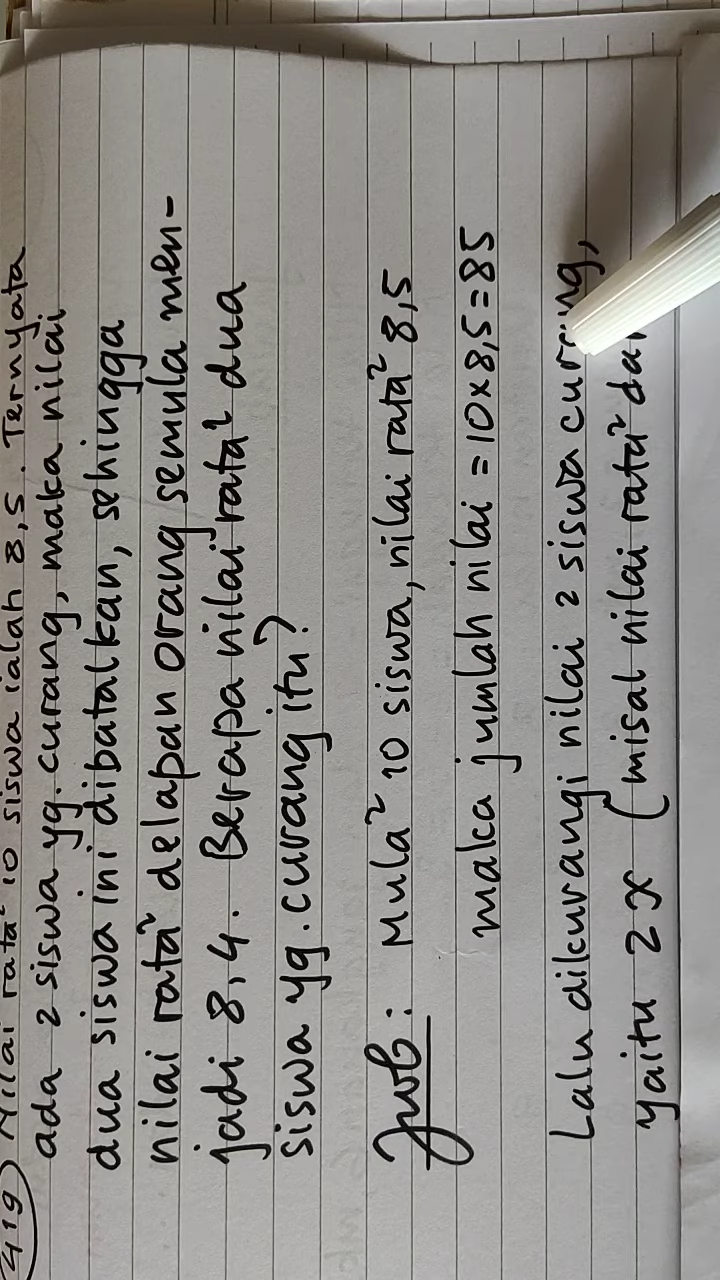 419) Nilai rata² 10 siswa ialah 8,5. Ternyata
ada 2 siswa yg. curang, maka nilai
dua siswa ini dibatalkan, sehingga
nilai rata² delapan orang semula men-
jadi 8,4. Berapa nilai rata² dua
siswa yg. curang itu?
Jwb: Mula² 10 siswa, nilai rata² 8,5
maka jumlah nilai = 10x8,5=85
Lalu dikurangi nilai 2 siswa curang,
yaitu 2x (misal nilai rata²